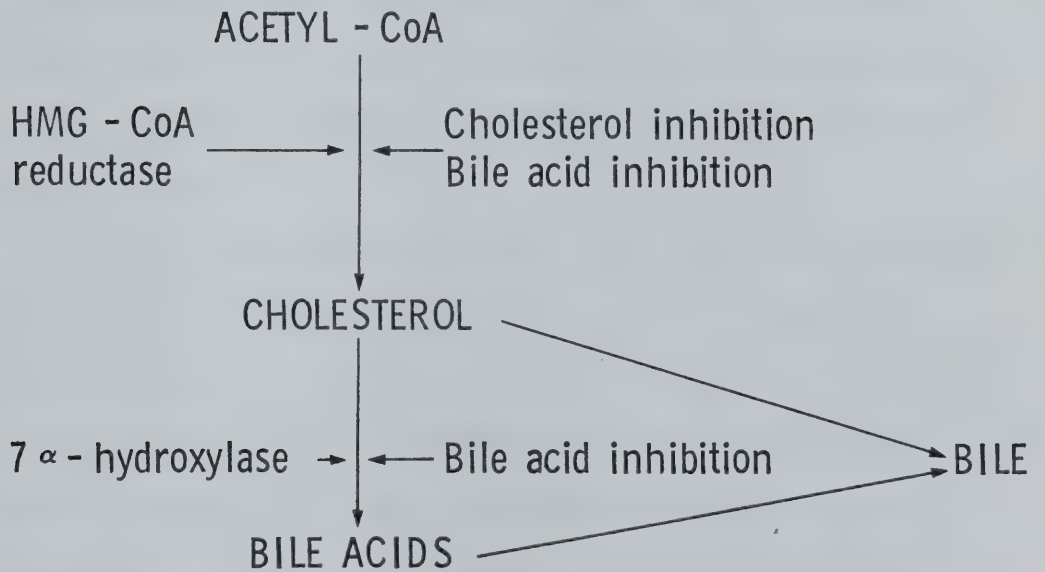 ACETYL - CoA
HMG - CoA
reductase
Cholesterol inhibition
Bile acid inhibition
CHOLESTEROL
7 α - hydroxylase
Bile acid inhibition
BILE
BILE ACIDS